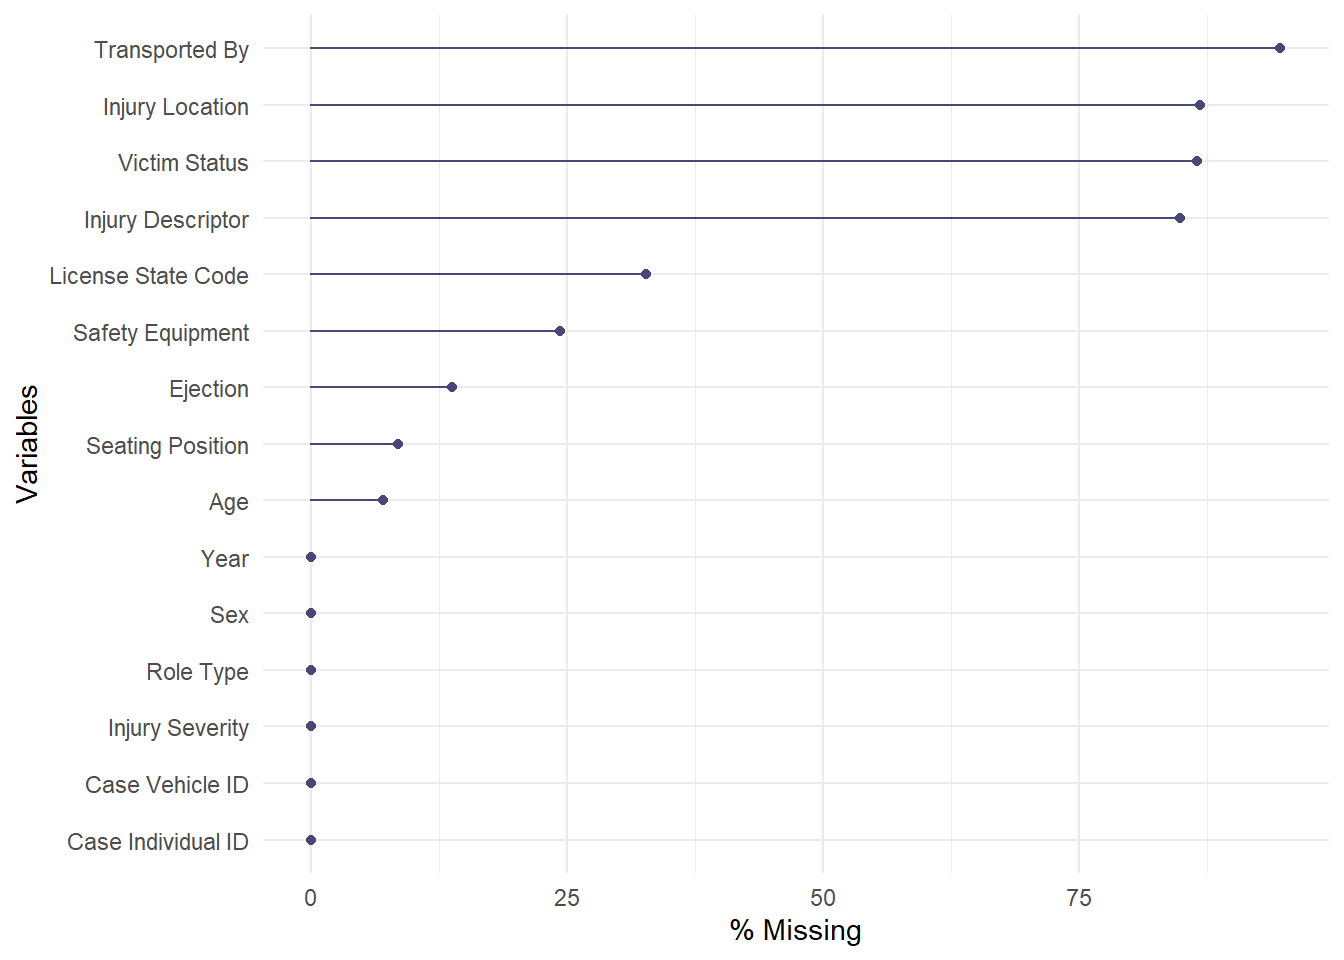 Transported By
Injury Location
Victim Status
Injury Descriptor
License State Code
Safety Equipment
Ejection
Seating Position
Age
Year
Sex
Role Type
Injury Severity
Case Vehicle ID
Case Individual ID
Variables
0 25 50 75
% Missing